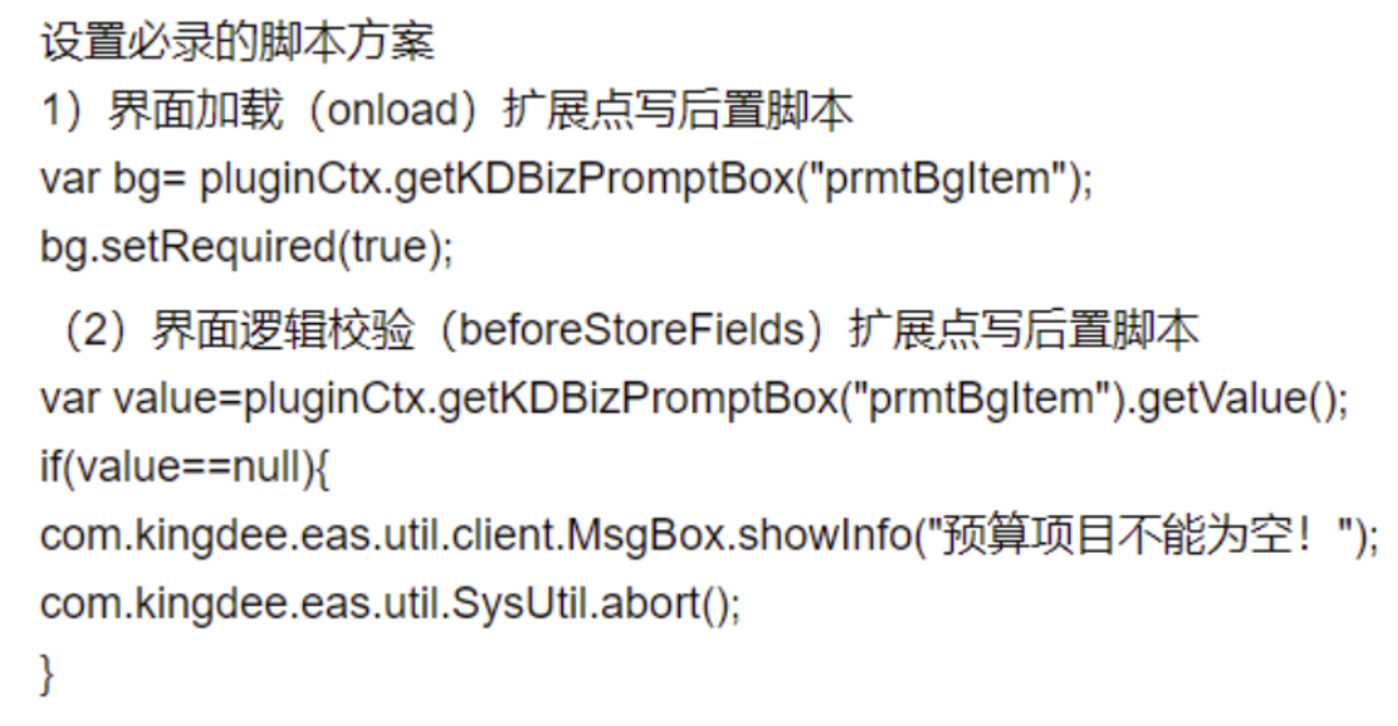 设置必录的脚本方案
1）界面加载（onload）扩展点写后置脚本
var bg= pluginCtx.getKDBizPromptBox("prmtBgItem");
bg.setRequired(true);
（2）界面逻辑校验（beforeStoreFields）扩展点写后置脚本
var value=pluginCtx.getKDBizPromptBox("prmtBgItem").getValue();
if(value==null){
com.kingdee.eas.util.client.MsgBox.showInfo("预算项目不能为空！");
com.kingdee.eas.util.SysUtil.abort();
}